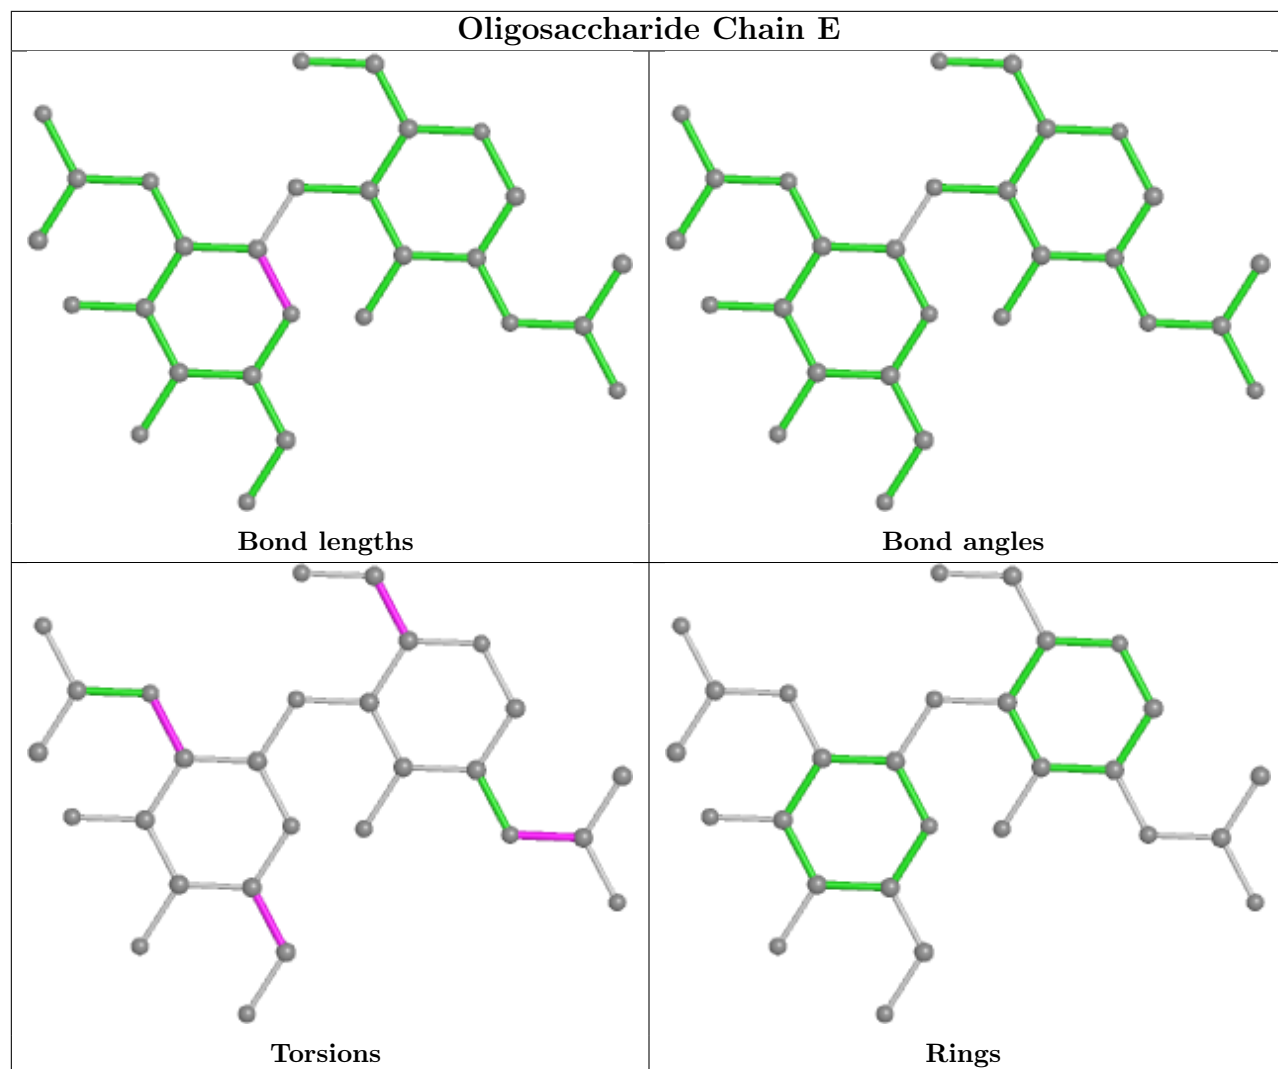 Oligosaccharide Chain E
Bond lengths
Bond angles
Torsions
Rings